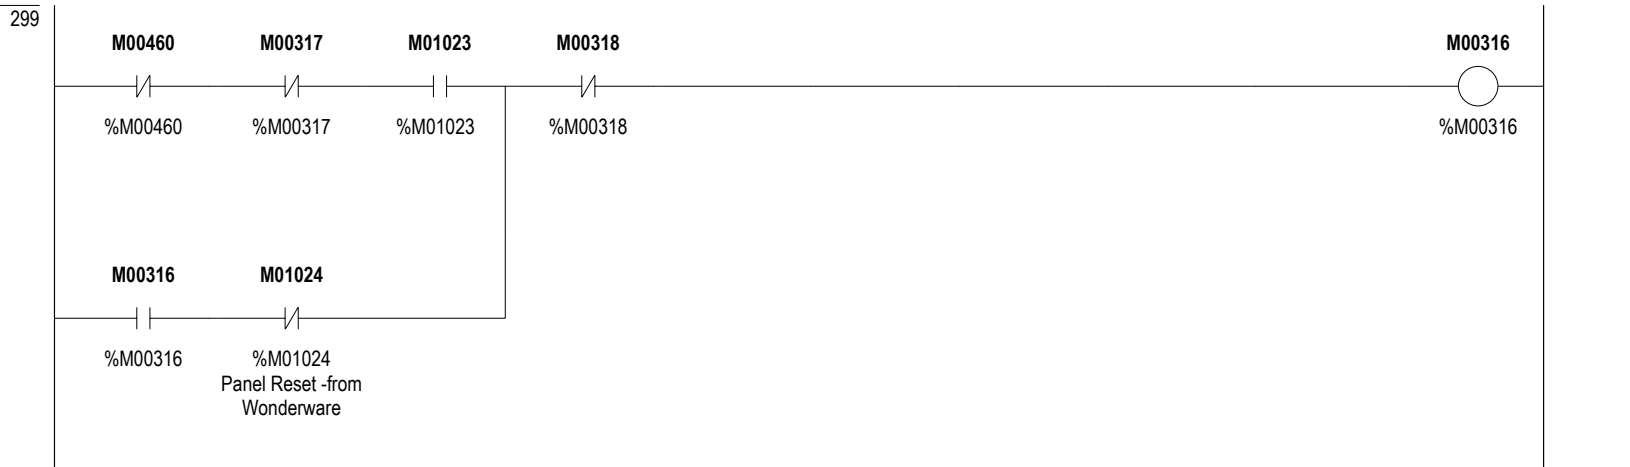 299
M00460 M00317 M01023 M00318 M00316
%M00460 %M00317 %M01023 %M00318 %M00316
M00316 M01024
%M00316 %M01024
Panel Reset -from
Wonderware